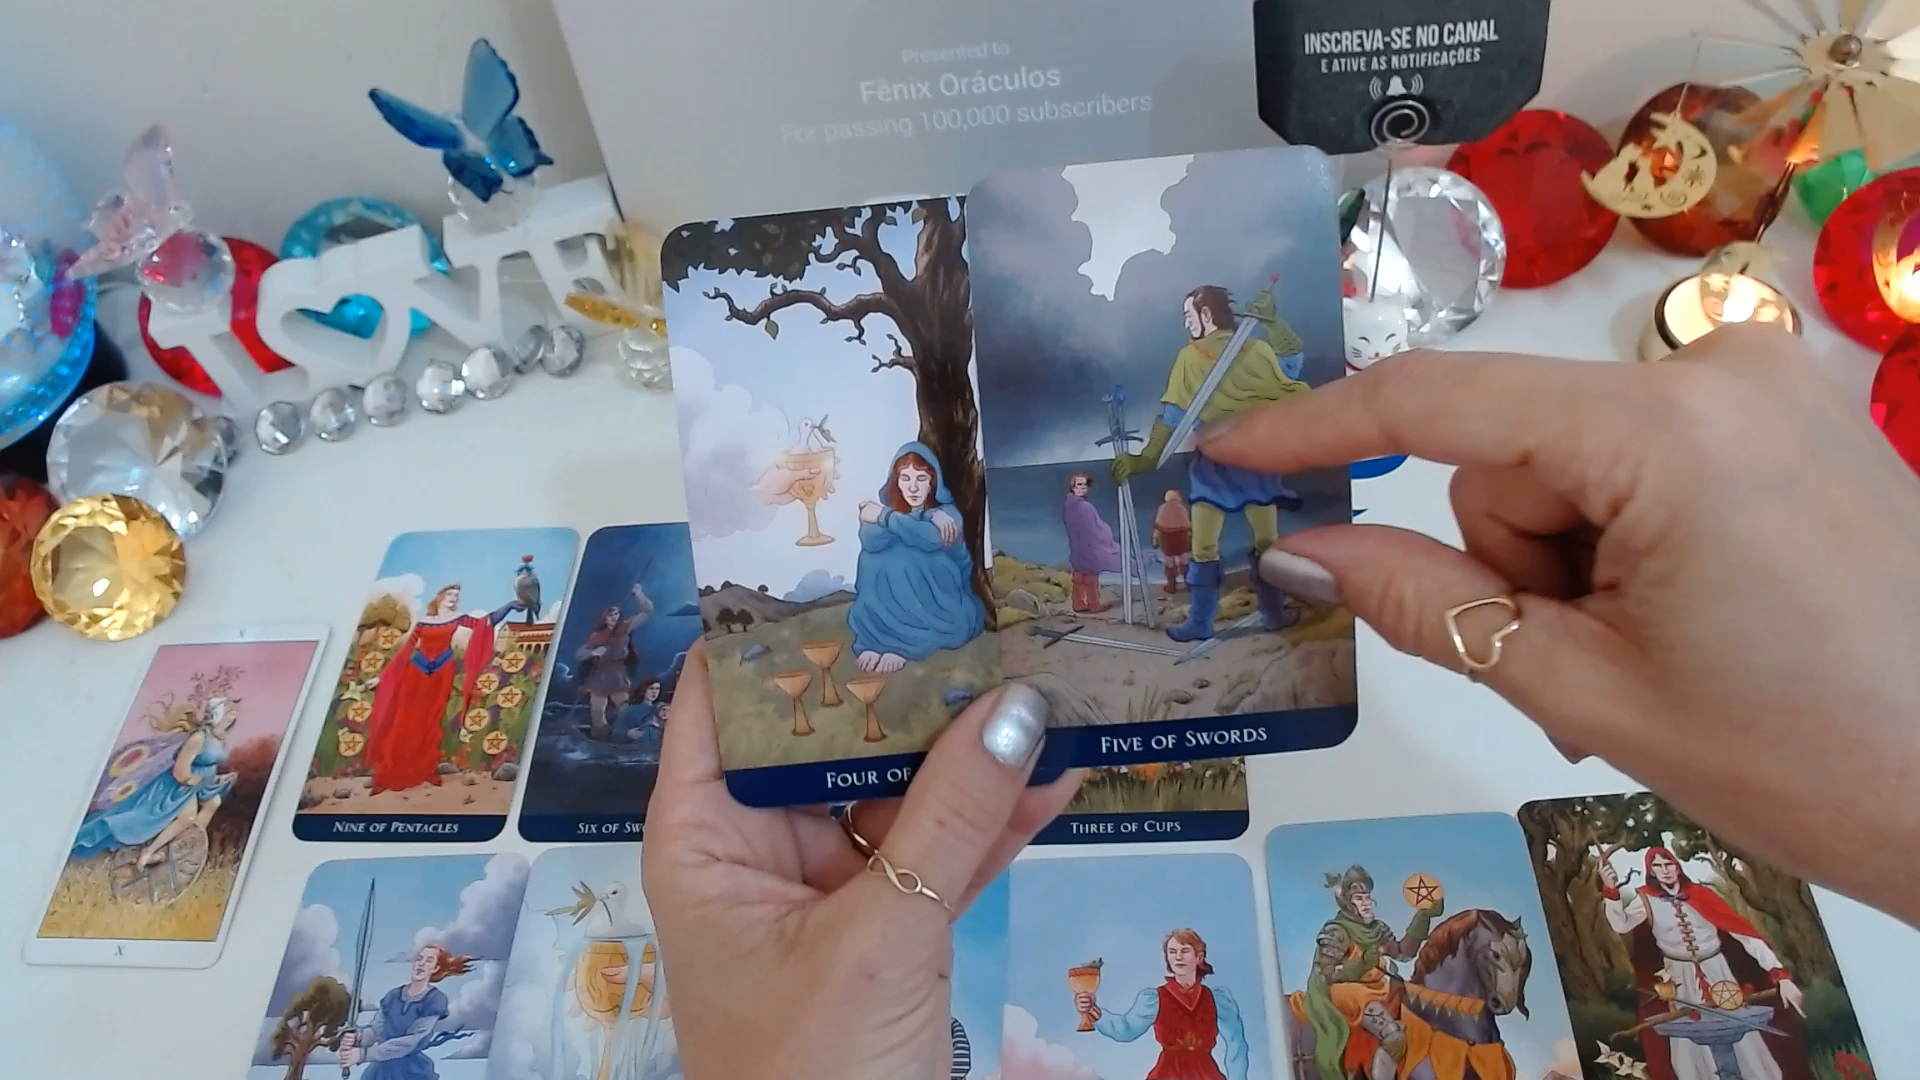 Presented to
Fênix Oráculos
For passing 100,000 subscribers
INSCREVA-SE NO CANAL
E ATIVE AS NOTIFICAÇÕES
LOVE
FOUR OF
FIVE OF SWORDS
NINE OF PENTACLES
SIX OF
THREE OF CUPS
X
X